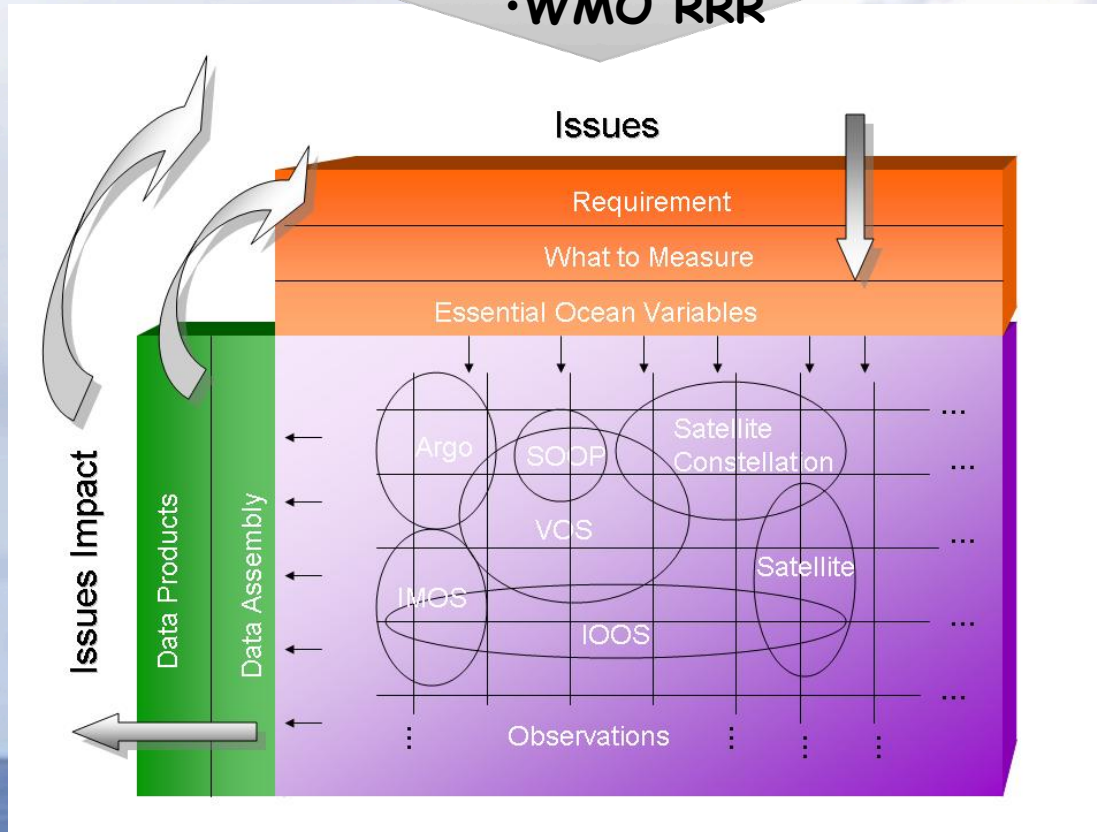 ·WMO RRR
Issues
Requirement
What to Measure
Essential Ocean Variables
Issues Impact
Data Products
Data Assembly
Argo
SOOP
Satellite
Constellation
...
...
VOS
...
Satellite
IMOS
IOOS
...
...
Observations
...
...
...
...